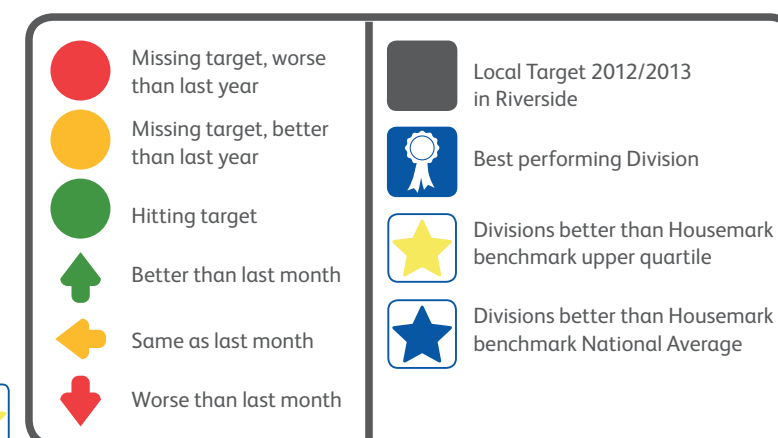 Missing target, worse
than last year
Missing target, better
than last year
Hitting target
Better than last month
Same as last month
Worse than last month
Local Target 2012/2013
in Riverside
Best performing Division
Divisions better than Housemark
benchmark upper quartile
Divisions better than Housemark
benchmark National Average